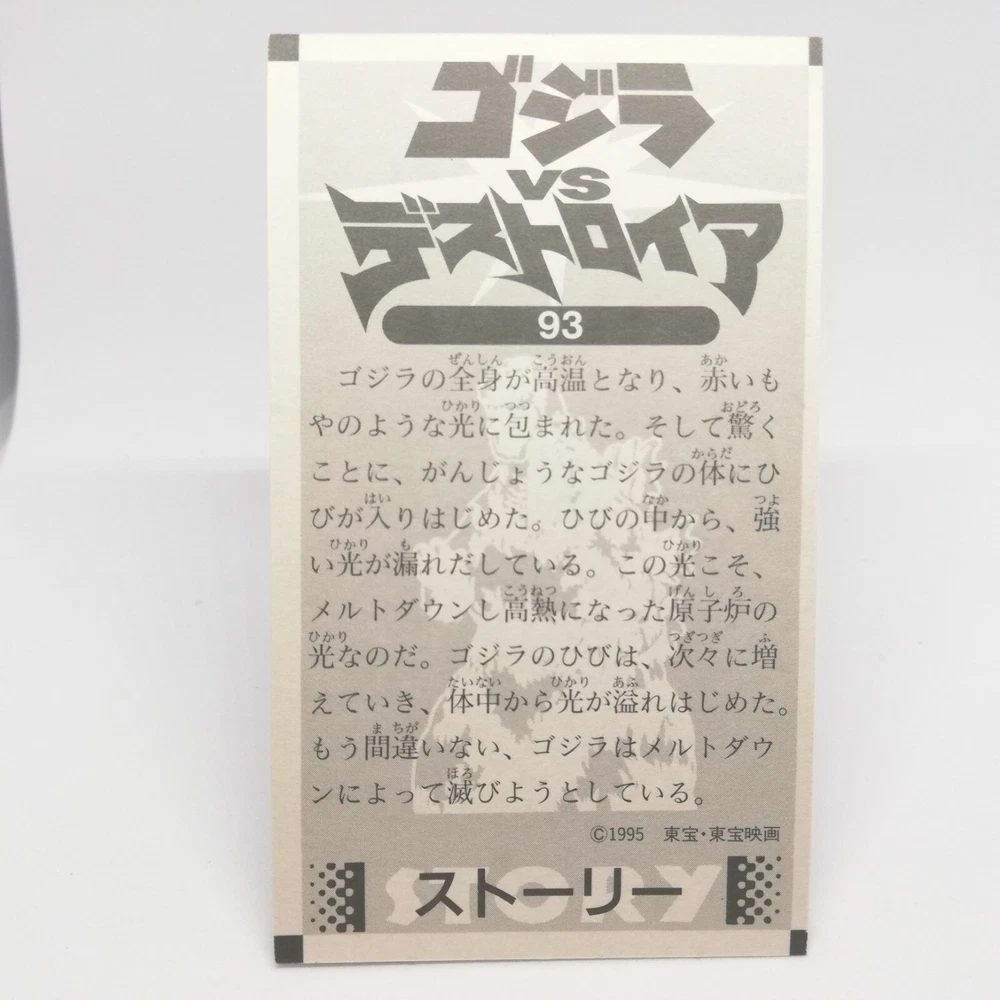 ゴジラ
VS
デストロイア
93
ゴジラの全身が高温となり、赤いも
やのような光に包まれた。そして驚く
ことに、がんじょうなゴジラの体にひ
びが入りはじめた。ひびの中から、強
い光が漏れだしている。この光こそ、
メルトダウンし高熱になった原子炉の
光なのだ。ゴジラのひびは、次々に増
えていき、体中から光が溢れはじめた。
もう間違いない、ゴジラはメルトダウ
ンによって滅びようとしている。
©1995 東宝・東宝映画
STORY
ストーリー